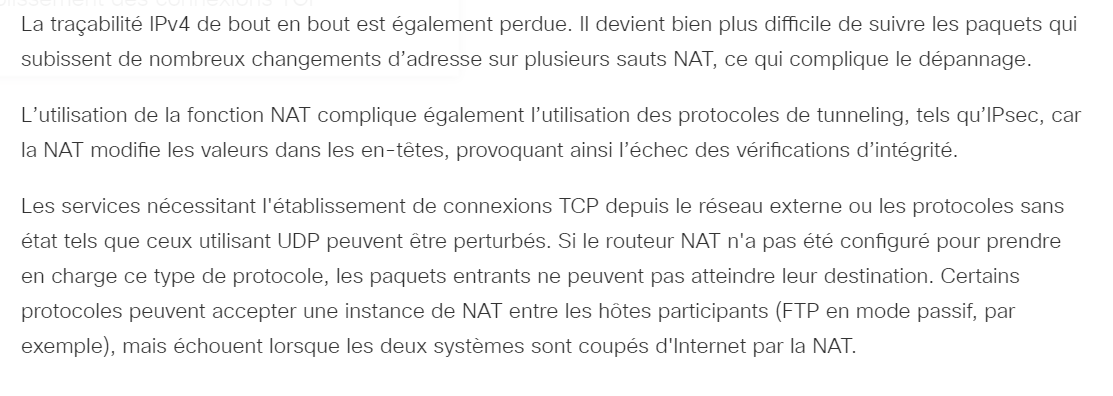 La traçabilité IPv4 de bout en bout est également perdue. Il devient bien plus difficile de suivre les paquets qui
subissent de nombreux changements d’adresse sur plusieurs sauts NAT, ce qui complique le dépannage.
L’utilisation de la fonction NAT complique également l’utilisation des protocoles de tunneling, tels qu’IPsec, car
la NAT modifie les valeurs dans les en-têtes, provoquant ainsi l’échec des vérifications d’intégrité.
Les services nécessitant l'établissement de connexions TCP depuis le réseau externe ou les protocoles sans
état tels que ceux utilisant UDP peuvent être perturbés. Si le routeur NAT n'a pas été configuré pour prendre
en charge ce type de protocole, les paquets entrants ne peuvent pas atteindre leur destination. Certains
protocoles peuvent accepter une instance de NAT entre les hôtes participants (FTP en mode passif, par
exemple), mais échouent lorsque les deux systèmes sont coupés d'Internet par la NAT.